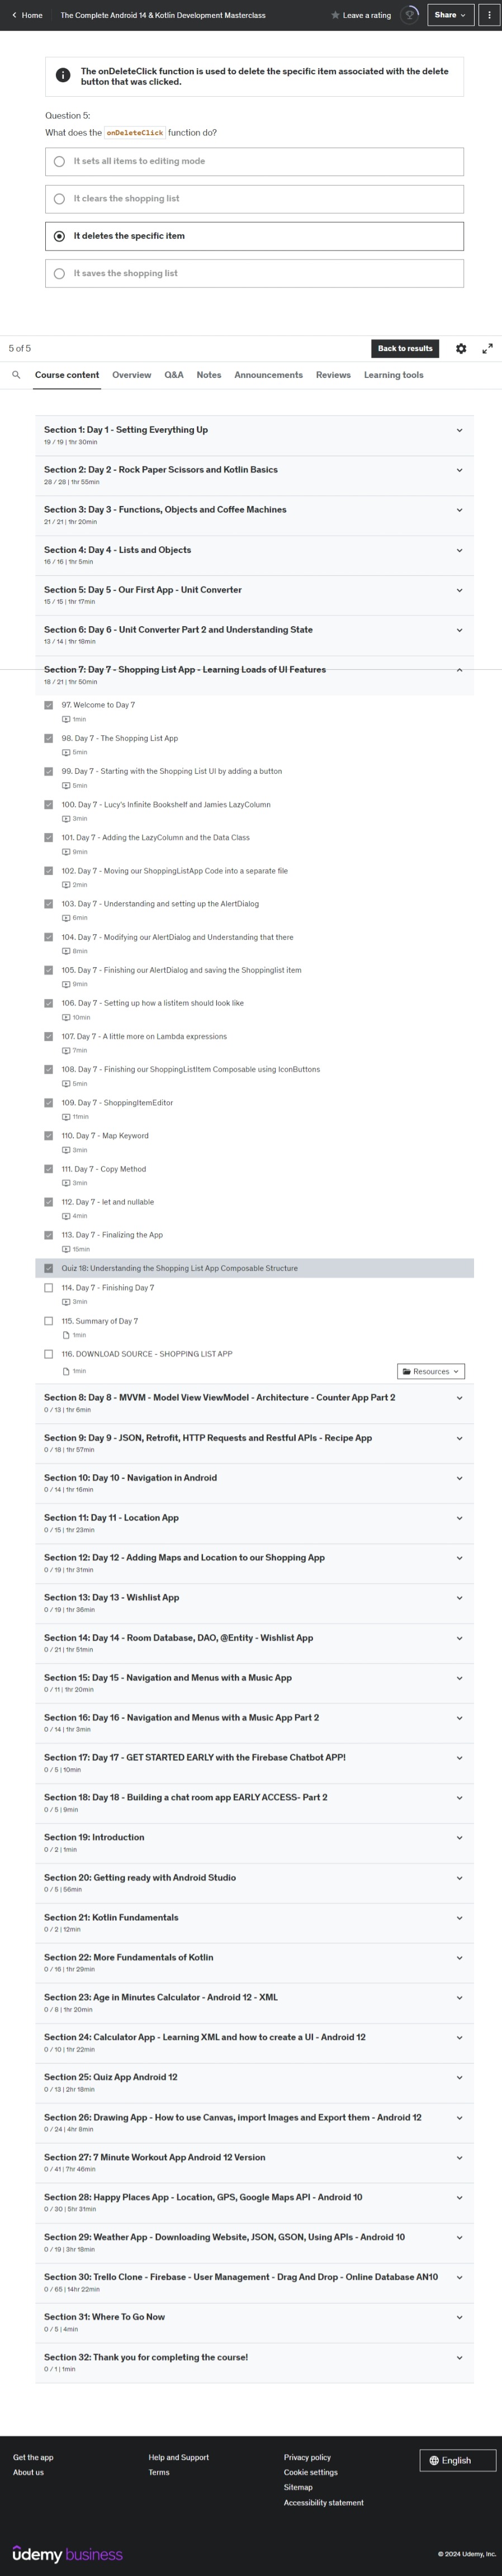 Home
The Complete Android 14 & Kotlin Development Masterclass
Leave a rating
Share
The onDeleteClick function is used to delete the specific item associated with the delete
button that was clicked.
Question 5:
What does the onDeleteClick function do?
It sets all items to editing mode
It clears the shopping list
It deletes the specific item
It saves the shopping list
5 of 5
Back to results
Course content
Overview
Q&A
Notes
Announcements
Reviews
Learning tools
Section 1: Day 1 - Setting Everything Up
19 / 19 | 1hr 30min
Section 2: Day 2 - Rock Paper Scissors and Kotlin Basics
28 / 28 | 1hr 55min
Section 3: Day 3 - Functions, Objects and Coffee Machines
21 / 21 | 1hr 20min
Section 4: Day 4 - Lists and Objects
16 / 16 | 1hr 5min
Section 5: Day 5 - Our First App - Unit Converter
15 / 15 | 1hr 17min
Section 6: Day 6 - Unit Converter Part 2 and Understanding State
13 / 14 | 1hr 18min
Section 7: Day 7 - Shopping List App - Learning Loads of UI Features
18 / 21 | 1hr 50min
97. Welcome to Day 7
1min
98. Day 7 - The Shopping List App
5min
99. Day 7 - Starting with the Shopping List UI by adding a button
5min
100. Day 7 - Lucy's Infinite Bookshelf and Jamies LazyColumn
3min
101. Day 7 - Adding the LazyColumn and the Data Class
9min
102. Day 7 - Moving our ShoppingListApp Code into a separate file
2min
103. Day 7 - Understanding and setting up the AlertDialog
6min
104. Day 7 - Modifying our AlertDialog and Understanding that there
8min
105. Day 7 - Finishing our AlertDialog and saving the Shoppinglist item
9min
106. Day 7 - Setting up how a listitem should look like
10min
107. Day 7 - A little more on Lambda expressions
7min
108. Day 7 - Finishing our ShoppingListItem Composable using IconButtons
5min
109. Day 7 - ShoppingItemEditor
11min
110. Day 7 - Map Keyword
3min
111. Day 7 - Copy Method
3min
112. Day 7 - let and nullable
4min
113. Day 7 - Finalizing the App
15min
Quiz 18: Understanding the Shopping List App Composable Structure
114. Day 7 - Finishing Day 7
3min
115. Summary of Day 7
1min
116. DOWNLOAD SOURCE - SHOPPING LIST APP
1min
Resources
Section 8: Day 8 - MVVM - Model View ViewModel - Architecture - Counter App Part 2
0 / 13 | 1hr 6min
Section 9: Day 9 - JSON, Retrofit, HTTP Requests and Restful APIs - Recipe App
0 / 18 | 1hr 57min
Section 10: Day 10 - Navigation in Android
0 / 14 | 1hr 16min
Section 11: Day 11 - Location App
0 / 15 | 1hr 23min
Section 12: Day 12 - Adding Maps and Location to our Shopping App
0 / 19 | 1hr 31min
Section 13: Day 13 - Wishlist App
0 / 19 | 1hr 36min
Section 14: Day 14 - Room Database, DAO, @Entity - Wishlist App
0 / 21 | 1hr 51min
Section 15: Day 15 - Navigation and Menus with a Music App
0 / 11 | 1hr 20min
Section 16: Day 16 - Navigation and Menus with a Music App Part 2
0 / 14 | 1hr 3min
Section 17: Day 17 - GET STARTED EARLY with the Firebase Chatbot APP!
0 / 5 | 10min
Section 18: Day 18 - Building a chat room app EARLY ACCESS- Part 2
0 / 5 | 9min
Section 19: Introduction
0 / 2 | 1min
Section 20: Getting ready with Android Studio
0 / 5 | 56min
Section 21: Kotlin Fundamentals
0 / 2 | 12min
Section 22: More Fundamentals of Kotlin
0 / 16 | 1hr 29min
Section 23: Age in Minutes Calculator - Android 12 - XML
0 / 8 | 1hr 20min
Section 24: Calculator App - Learning XML and how to create a UI - Android 12
0 / 10 | 1hr 22min
Section 25: Quiz App Android 12
0 / 13 | 2hr 18min
Section 26: Drawing App - How to use Canvas, import Images and Export them - Android 12
0 / 24 | 4hr 8min
Section 27: 7 Minute Workout App Android 12 Version
0 / 41 | 7hr 46min
Section 28: Happy Places App - Location, GPS, Google Maps API - Android 10
0 / 30 | 5hr 31min
Section 29: Weather App - Downloading Website, JSON, GSON, Using APIs - Android 10
0 / 19 | 3hr 18min
Section 30: Trello Clone - Firebase - User Management - Drag And Drop - Online Database AN10
0 / 65 | 14hr 22min
Section 31: Where To Go Now
0 / 5 | 4min
Section 32: Thank you for completing the course!
0 / 1 | 1min
Get the app
Help and Support
Privacy policy
English
About us
Terms
Cookie settings
Sitemap
Accessibility statement
ûdemy business
© 2024 Udemy, Inc.